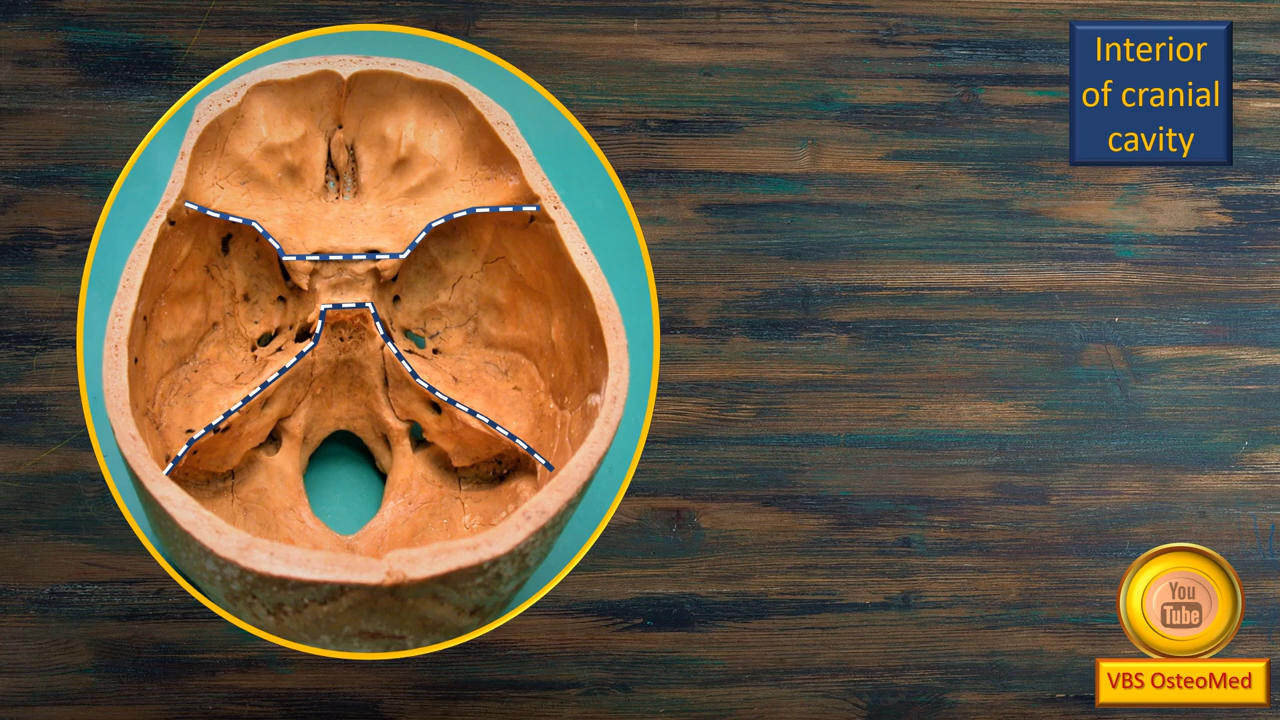 Interior
of cranial
cavity
You
Tube
VBS OsteoMed